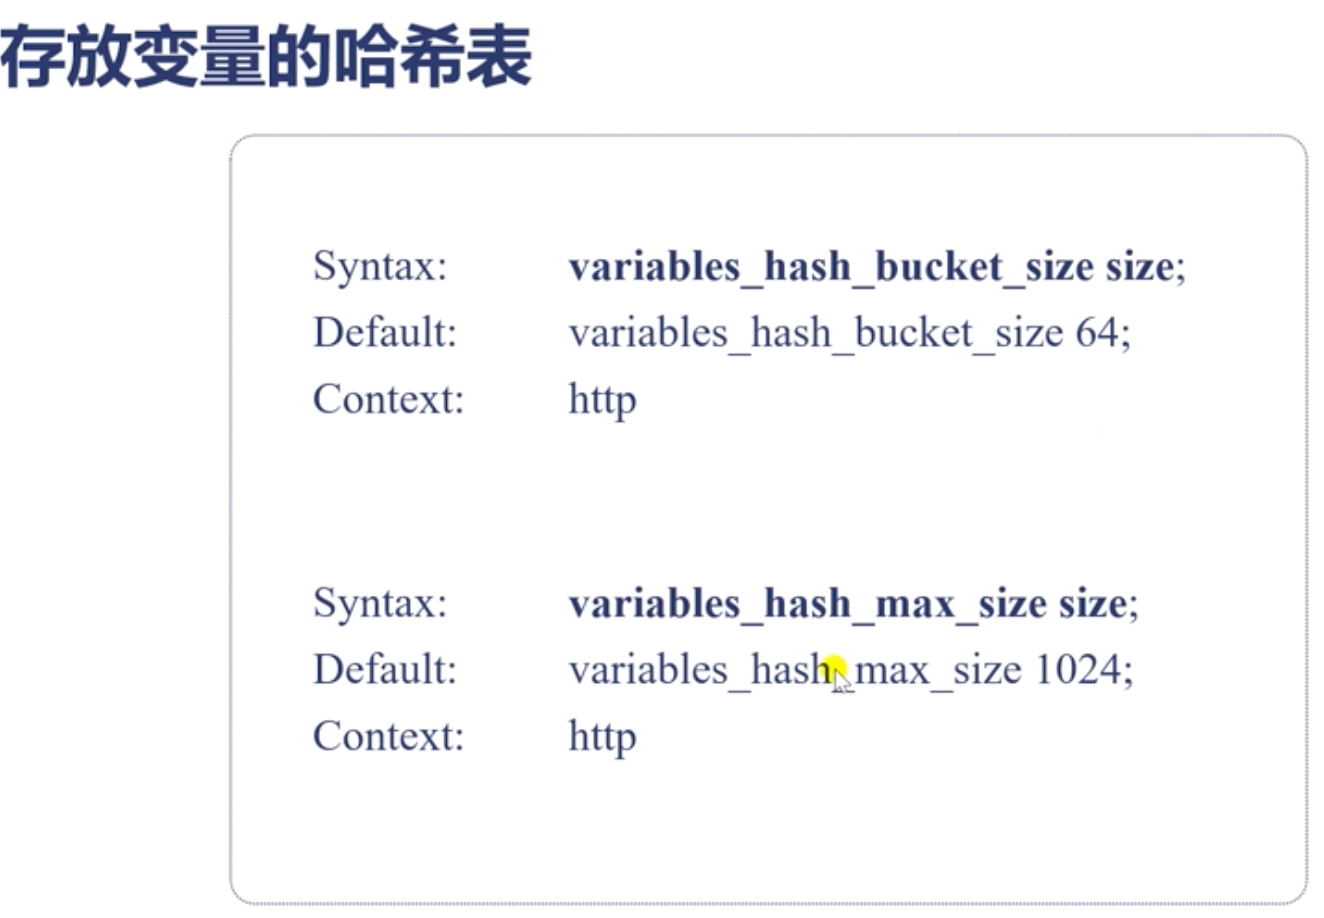 存放变量的哈希表
Syntax: variables_hash_bucket_size size;
Default: variables_hash_bucket_size 64;
Context: http
Syntax: variables_hash_max_size size;
Default: variables_hash_max_size 1024;
Context: http